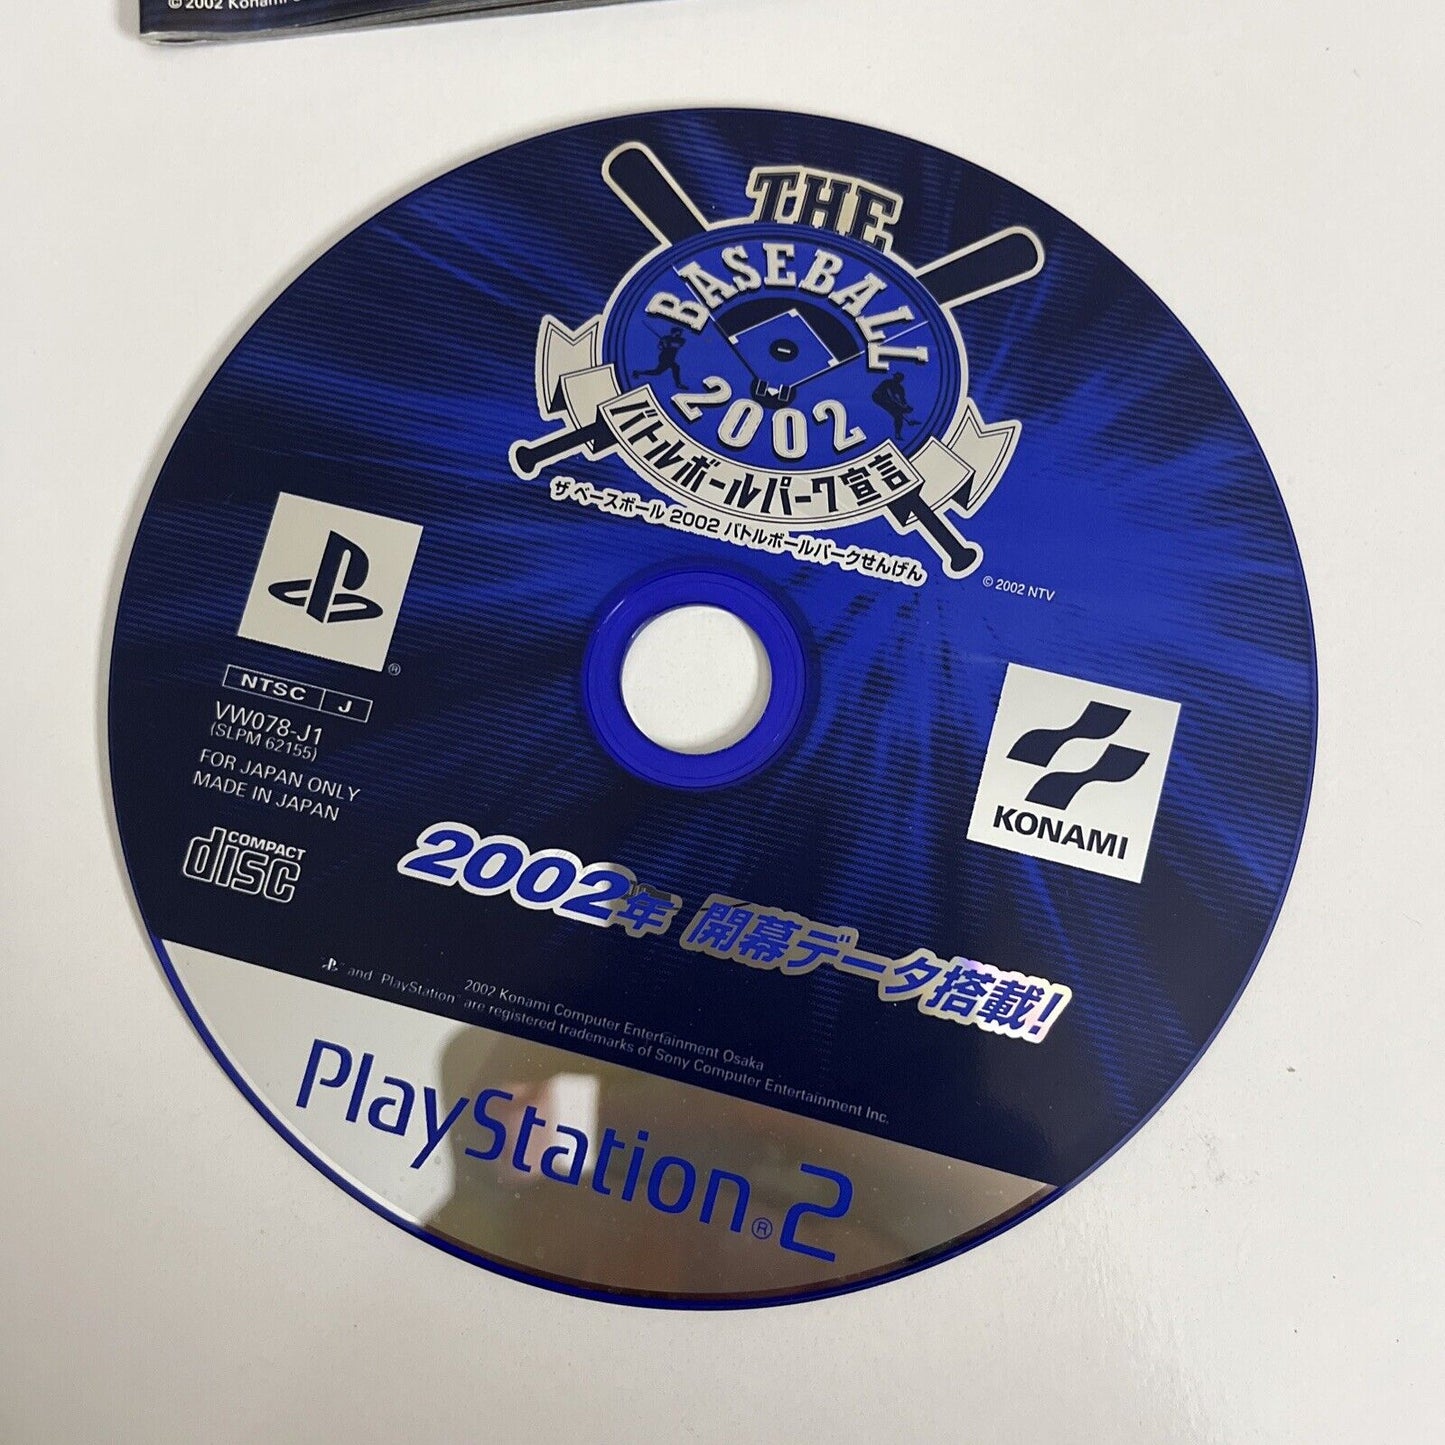 © 2002 Konami
THE
BASEBALL
2002
バトルボールパーク宣言
ザ ベースボール 2002 バトルボールパークせんげん
© 2002 NTV
®
NTSC J
VW078-J1
(SLPM 62155)
FOR JAPAN ONLY
MADE IN JAPAN
COMPACT
disc
KONAMI
2002年 開幕データ搭載!
2002 Konami Computer Entertainment Osaka
" and "PlayStation" are registered trademarks of Sony Computer Entertainment Inc.
PlayStation®2